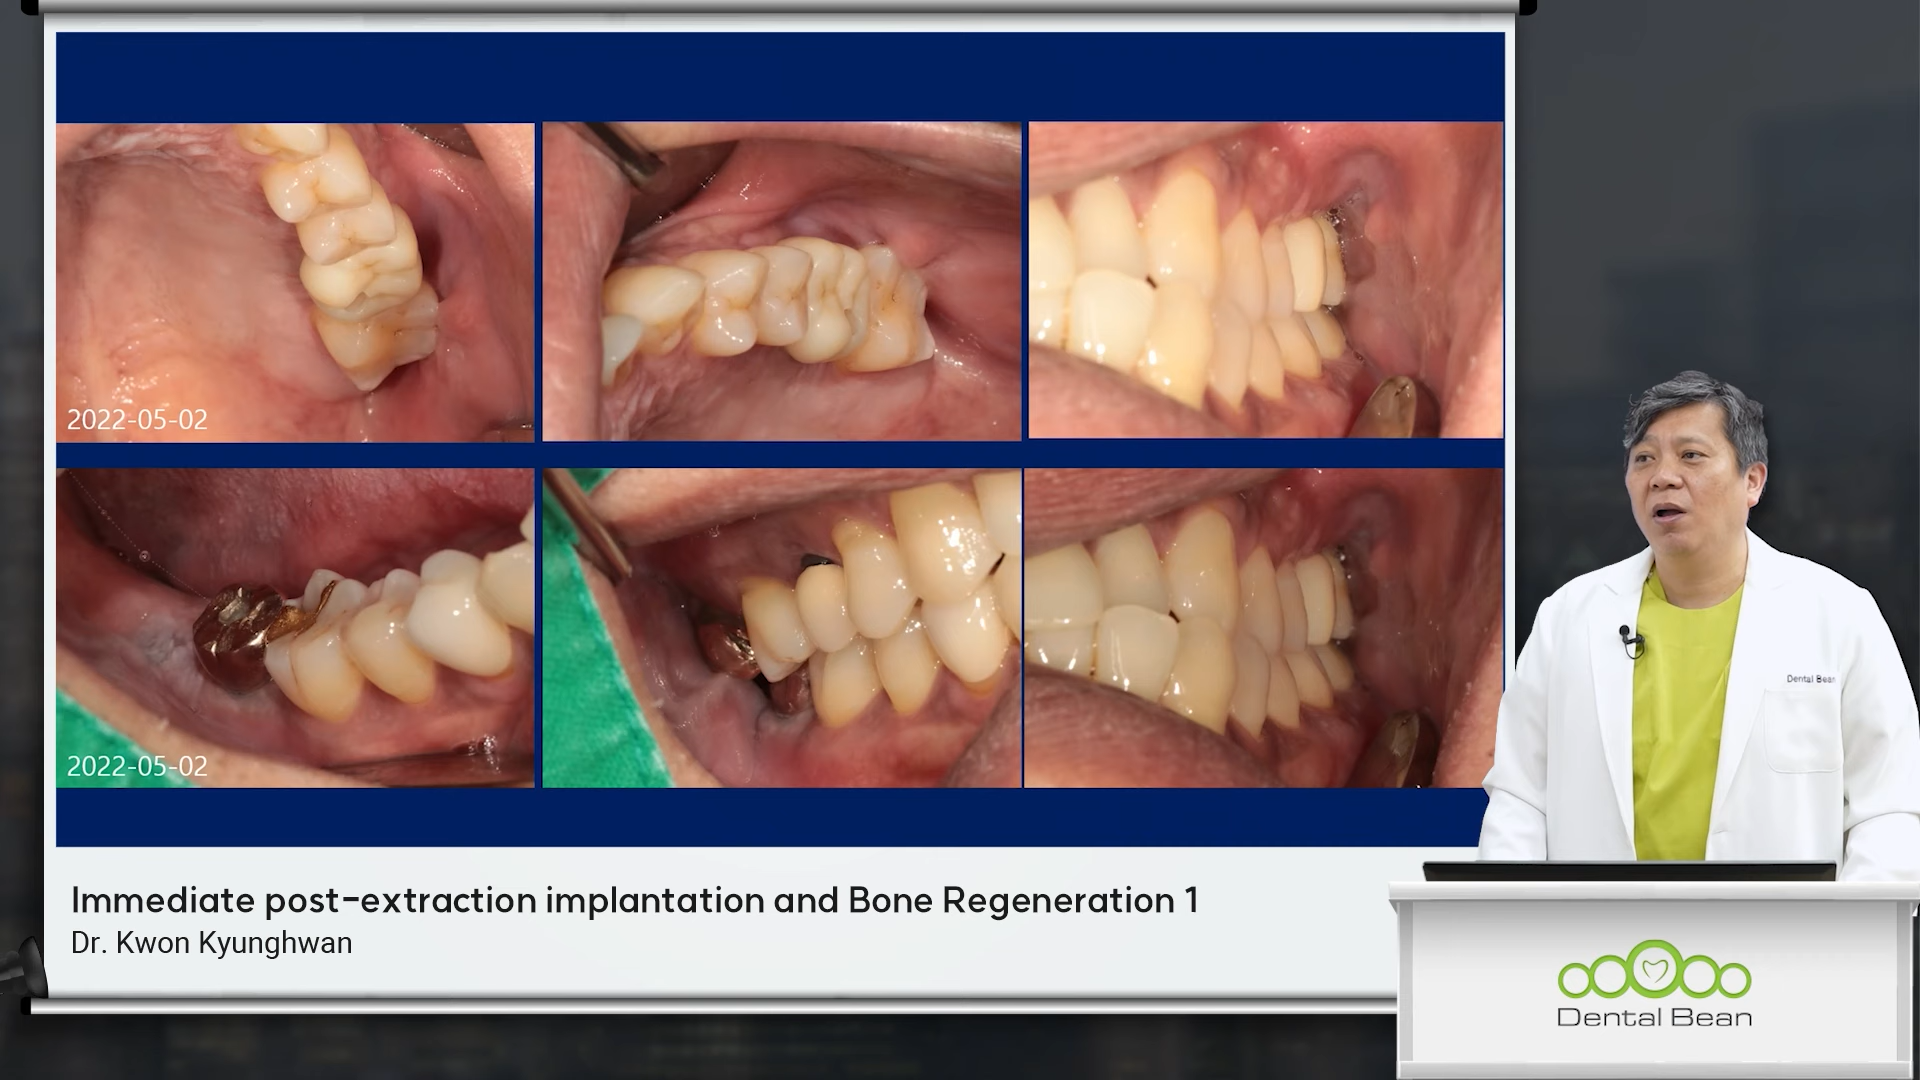 2022-05-02
2022-05-02
Immediate post-extraction implantation and Bone Regeneration 1
Dr. Kwon Kyunghwan
Dental Bean
Dental Bean